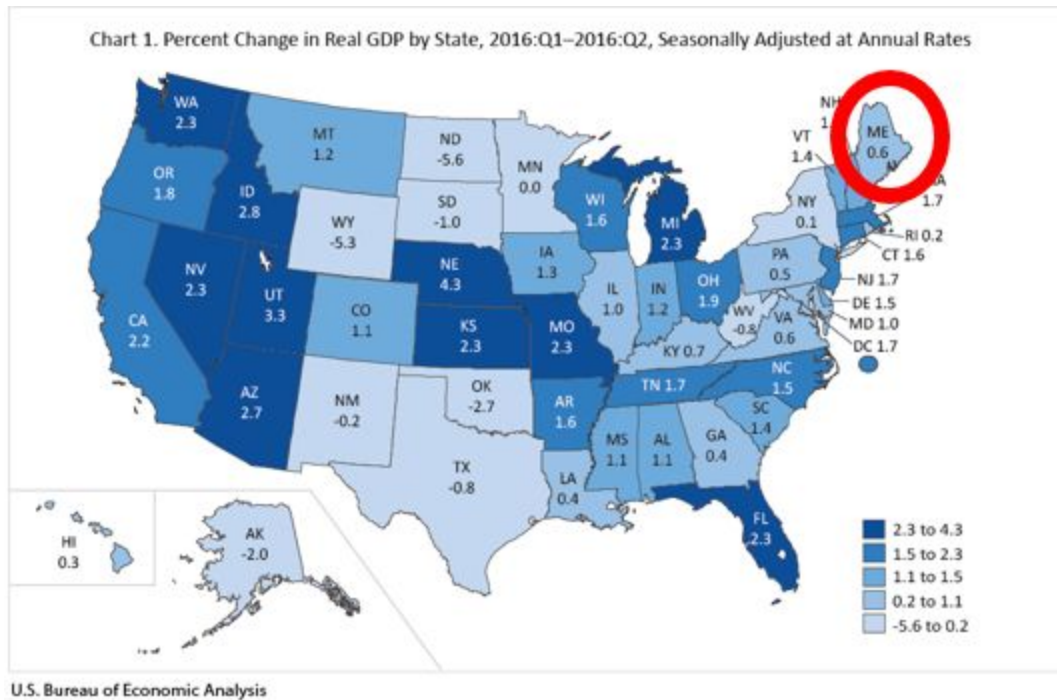 Chart 1. Percent Change in Real GDP by State, 2016:Q1–2016:Q2, Seasonally Adjusted at Annual Rates
WA
2.3
OR
1.8
ID
2.8
MT
1.2
WY
-5.3
ND
-5.6
SD
-1.0
MN
0.0
WI
1.6
MI
2.3
NV
2.3
UT
3.3
CO
1.1
NE
4.3
IA
1.3
IL
1.0
IN
1.2
OH
1.9
PA
0.5
NY
0.1
VT
1.4
NH
ME
0.6
1.7
RI 0.2
CT 1.6
NJ 1.7
DE 1.5
MD 1.0
DC 1.7
CA
2.2
KS
2.3
MO
2.3
KY 0.7
WV
-0.8
VA
0.6
AZ
2.7
NM
-0.2
OK
-2.7
AR
1.6
TN 1.7
NC
1.5
SC
1.4
TX
-0.8
LA
0.4
MS
1.1
AL
1.1
GA
0.4
FL
2.3
HI
0.3
AK
-2.0
2.3 to 4.3
1.5 to 2.3
1.1 to 1.5
0.2 to 1.1
-5.6 to 0.2
U.S. Bureau of Economic Analysis